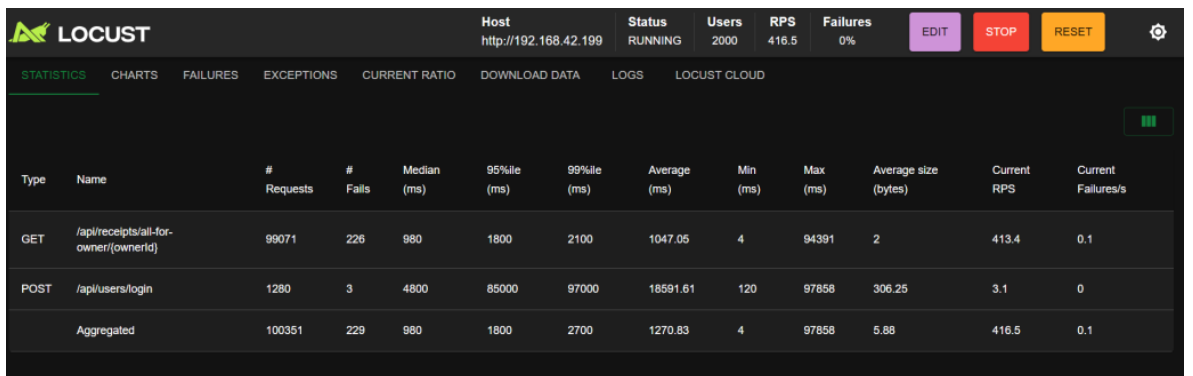 LOCUST
Host
http://192.168.42.199
Status
RUNNING
Users
2000
RPS
416.5
Failures
0%
EDIT
STOP
RESET
STATISTICS CHARTS FAILURES EXCEPTIONS CURRENT RATIO DOWNLOAD DATA LOGS LOCUST CLOUD
Type Name # Requests # Fails Median (ms) 95%ile (ms) 99%ile (ms) Average (ms) Min (ms) Max (ms) Average size (bytes) Current RPS Current Failures/s
GET /api/receipts/all-for-owner/{ownerId} 99071 226 980 1800 2100 1047.05 4 94391 2 413.4 0.1
POST /api/users/login 1280 3 4800 85000 97000 18591.61 120 97858 306.25 3.1 0
Aggregated 100351 229 980 1800 2700 1270.83 4 97858 5.88 416.5 0.1